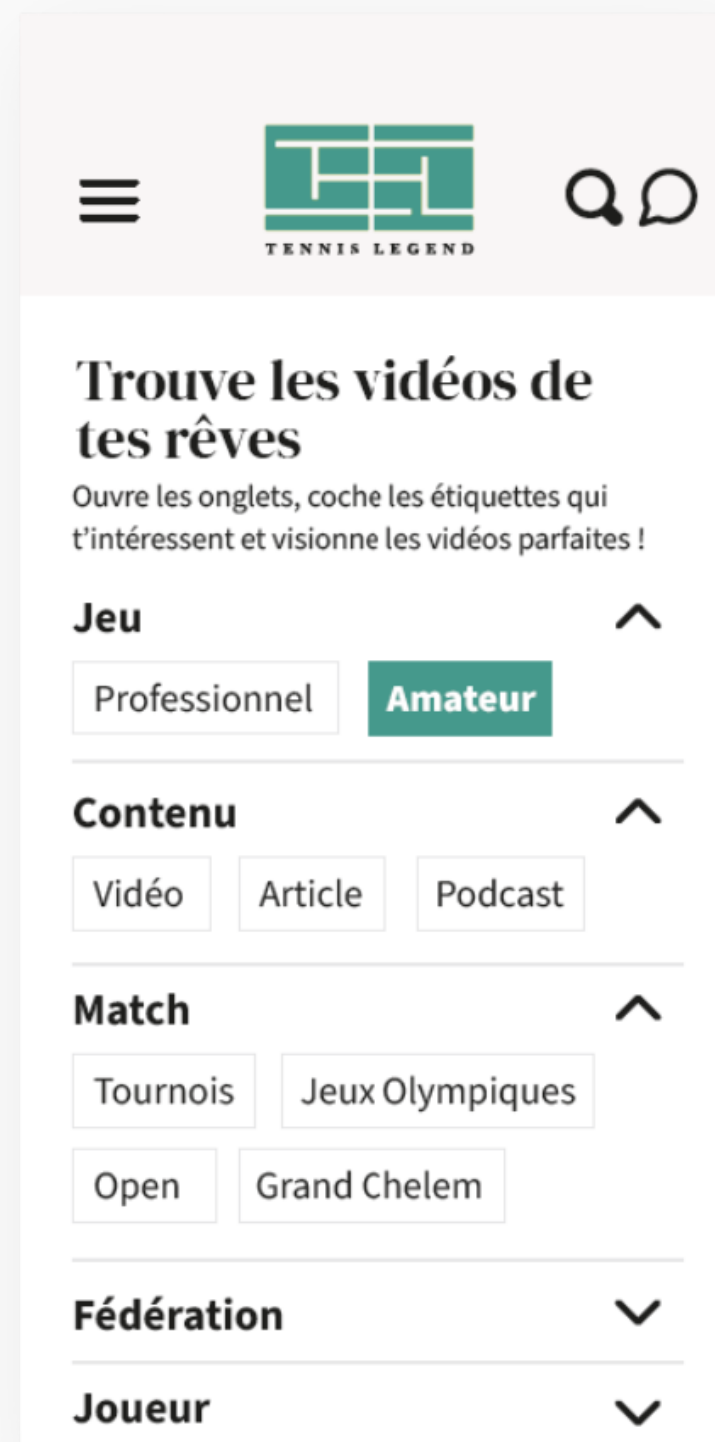 TENNIS LEGEND
Trouve les vidéos de
tes rêves
Ouvre les onglets, coche les étiquettes qui
t’intéressent et visionne les vidéos parfaites !
Jeu
Professionnel Amateur
Contenu
Vidéo Article Podcast
Match
Tournois Jeux Olympiques
Open Grand Chelem
Fédération
Joueur